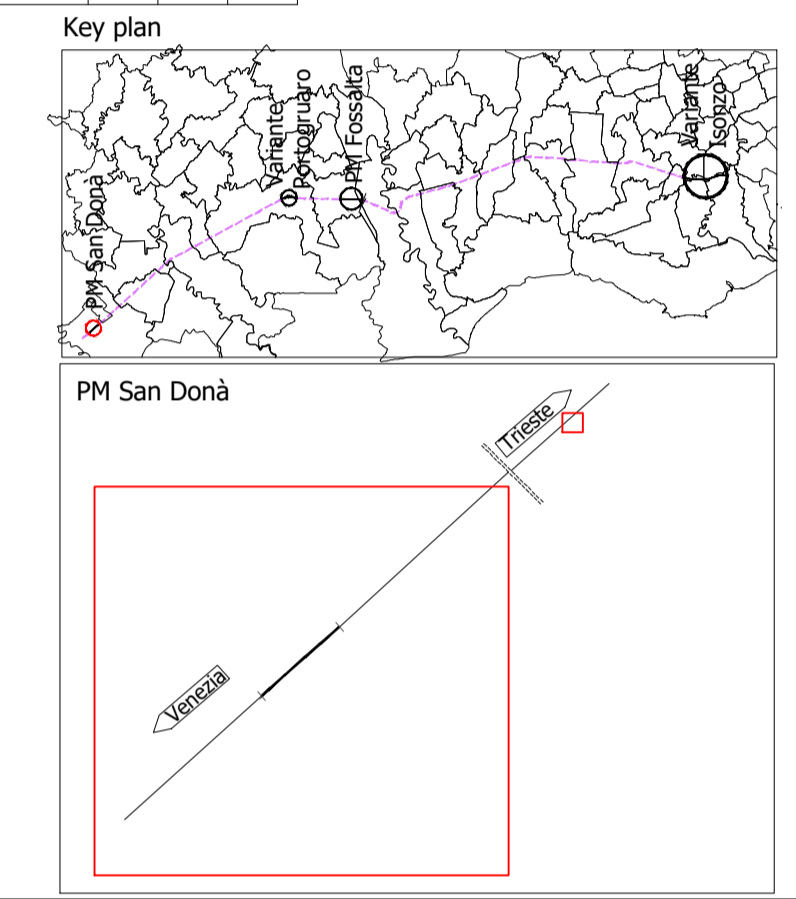 Key plan
PM San Donà
Variante
Portogruaro
PM Fossalta
Variante
Isonzo
PM San Donà
Trieste
Venezia